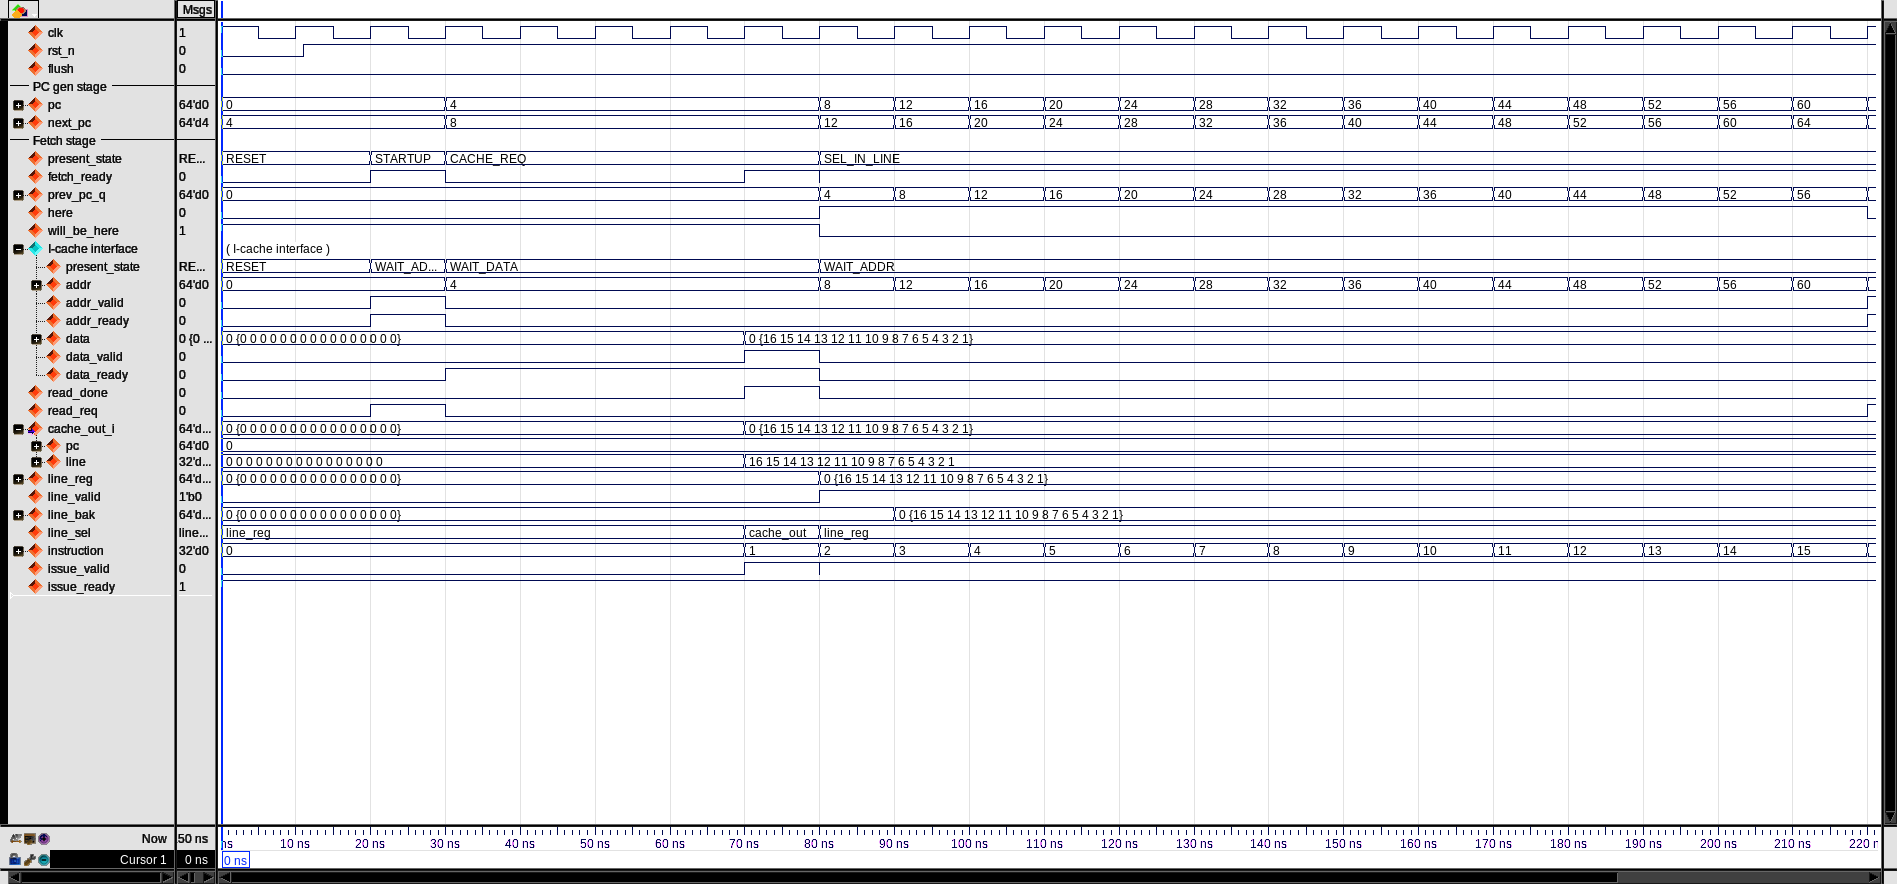 Msgs
clk 1
rst_n 0
flush 0
PC gen stage
pc 64'd0 0 4 8 12 16 20 24 28 32 36 40 44 48 52 56 60
next_pc 64'd4 4 8 12 16 20 24 28 32 36 40 44 48 52 56 60 64
Fetch stage
present_state RE... RESET STARTUP CACHE_REQ SEL_IN_LINE
fetch_ready 0
prev_pc_q 64'd0 0 4 8 12 16 20 24 28 32 36 40 44 48 52 56
here 0
will_be_here 1
I-cache interface ( I-cache interface )
present_state RE... RESET WAIT_AD... WAIT_DATA WAIT_ADDR
addr 64'd0 0 4 8 12 16 20 24 28 32 36 40 44 48 52 56 60
addr_valid 0
addr_ready 0
data 0 {0 ... 0 {0 0 0 0 0 0 0 0 0 0 0 0 0 0 0 0} 0 {16 15 14 13 12 11 10 9 8 7 6 5 4 3 2 1}
data_valid 0
data_ready 0
read_done 0
read_req 0
cache_out_i 64'd... 0 {0 0 0 0 0 0 0 0 0 0 0 0 0 0 0 0} 0 {16 15 14 13 12 11 10 9 8 7 6 5 4 3 2 1}
pc 64'd0 0
line 32'd... 0 0 0 0 0 0 0 0 0 0 0 0 0 0 0 0 16 15 14 13 12 11 10 9 8 7 6 5 4 3 2 1
line_reg 64'd... 0 {0 0 0 0 0 0 0 0 0 0 0 0 0 0 0 0} 0 {16 15 14 13 12 11 10 9 8 7 6 5 4 3 2 1}
line_valid 1'b0
line_bak 64'd... 0 {0 0 0 0 0 0 0 0 0 0 0 0 0 0 0 0} 0 {16 15 14 13 12 11 10 9 8 7 6 5 4 3 2 1}
line_sel line... line_reg cache_out line_reg
instruction 32'd0 0 1 2 3 4 5 6 7 8 9 10 11 12 13 14 15
issue_valid 0
issue_ready 1
Now 50 ns ns 10 ns 20 ns 30 ns 40 ns 50 ns 60 ns 70 ns 80 ns 90 ns 100 ns 110 ns 120 ns 130 ns 140 ns 150 ns 160 ns 170 ns 180 ns 190 ns 200 ns 210 ns 220 n
Cursor 1 0 ns 0 ns